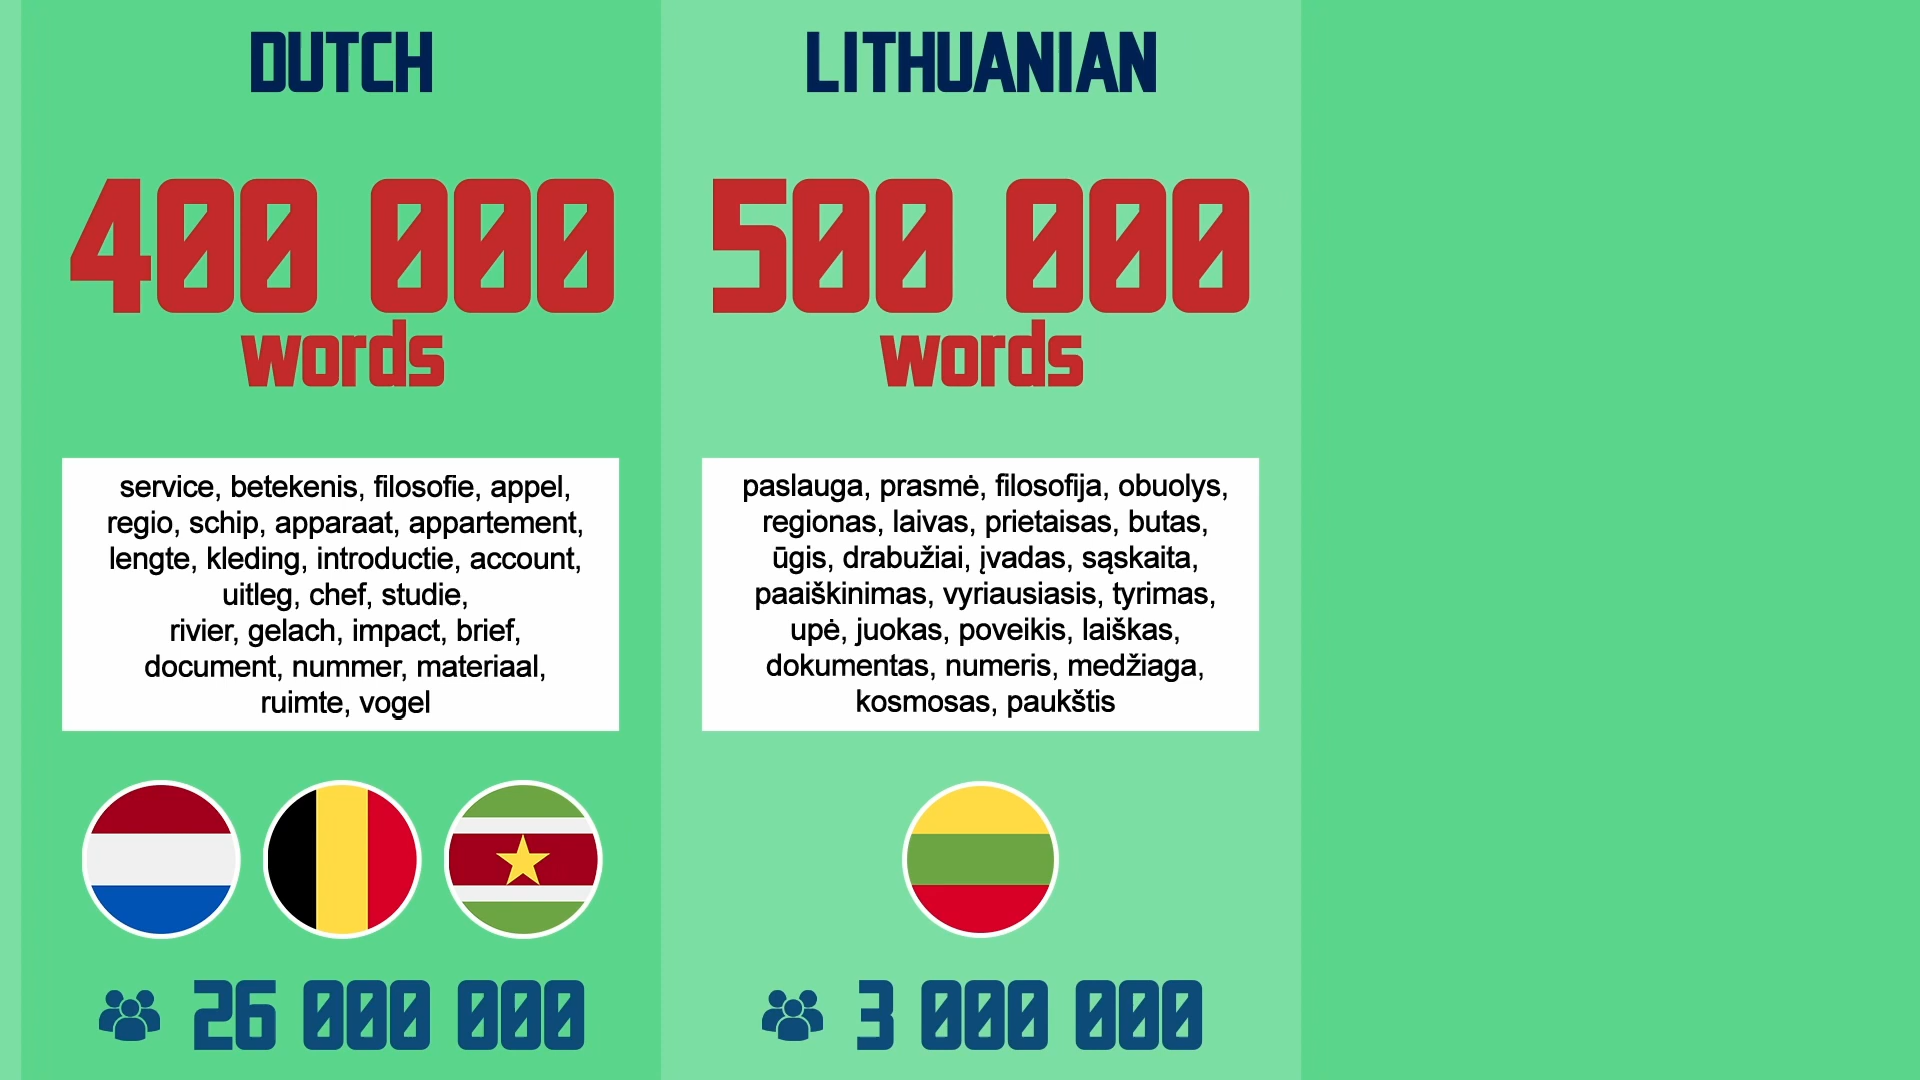 DUTCH
400 000
words
service, betekenis, filosofie, appel,
regio, schip, apparaat, appartement,
lengte, kleding, introductie, account,
uitleg, chef, studie,
rivier, gelach, impact, brief,
document, nummer, materiaal,
ruimte, vogel
26 000 000
LITHUANIAN
500 000
words
paslauga, prasmė, filosofija, obuolys,
regionas, laivas, prietaisas, butas,
ūgis, drabužiai, įvadas, sąskaita,
paaiškinimas, vyriausiasis, tyrimas,
upė, juokas, poveikis, laiškas,
dokumentas, numeris, medžiaga,
kosmosas, paukštis
3 000 000